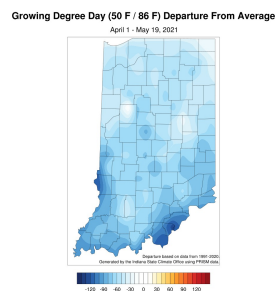 Growing Degree Day (50 F / 86 F) Departure From Average
April 1 - May 19, 2021
Departure based on data from 1991-2020.
Generated by the Indiana State Climate Office using PRISM data.
-120 -90 -60 -30 0 30 60 90 120